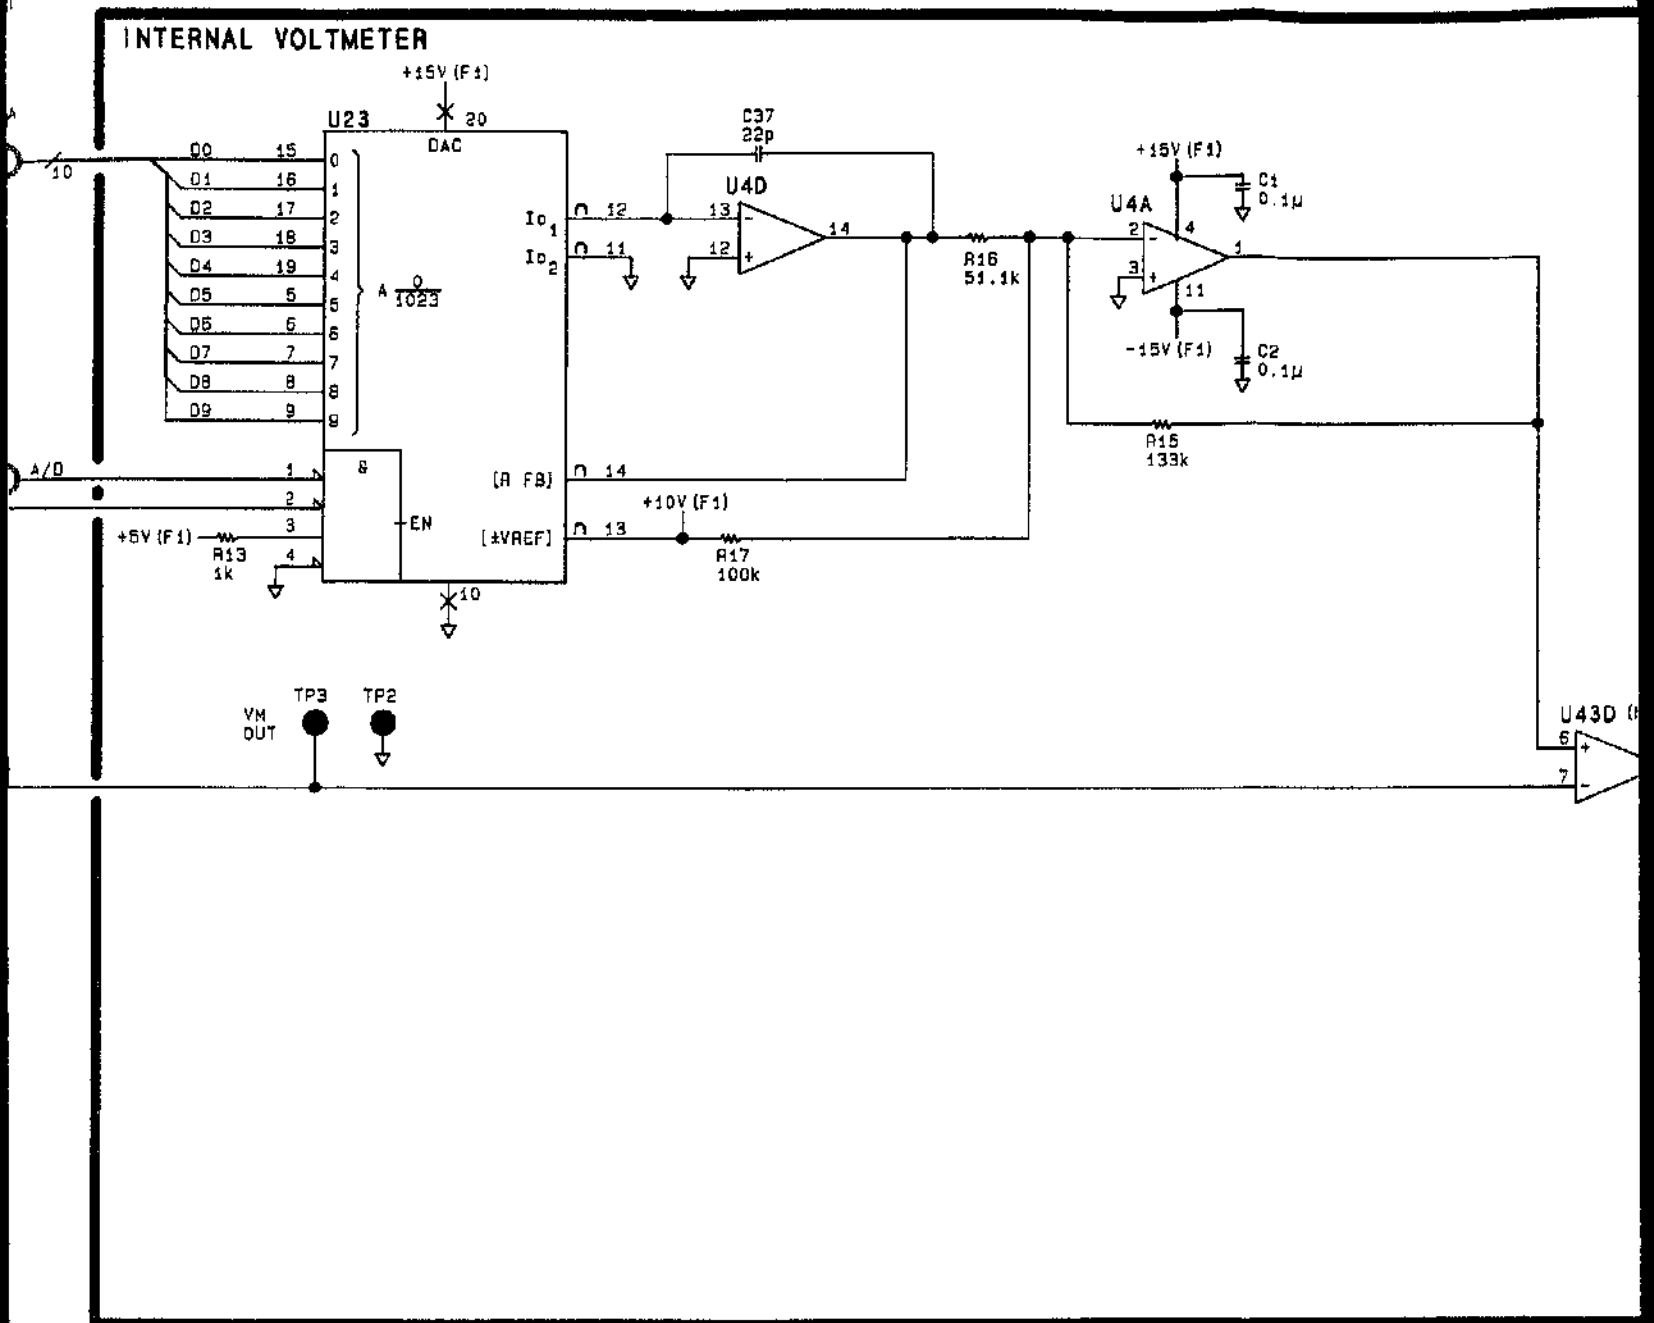 INTERNAL VOLTMETER
+15V (F1)
U23
20
DAC
10
D0 15 0
D1 16 1
D2 17 2
D3 18 3
D4 19 4
D5 5 5
D6 6 6
D7 7 7
D8 8 8
D9 9 9
A 0
1023
C37
22p
U4D
Io1 12
13 -
14
Io2 11
12 +
R16
51.1k
+15V (F1)
C1
0.1µ
U4A
2 -
4
1
3 +
11
-15V (F1)
C2
0.1µ
R15
133k
A/D 1
&
2
+5V (F1)
3
R13
1k
4
EN
[R FB] 14
+10V (F1)
[±VREF] 13
R17
100k
10
TP3
TP2
VM
OUT
U43D
6 +
7 -